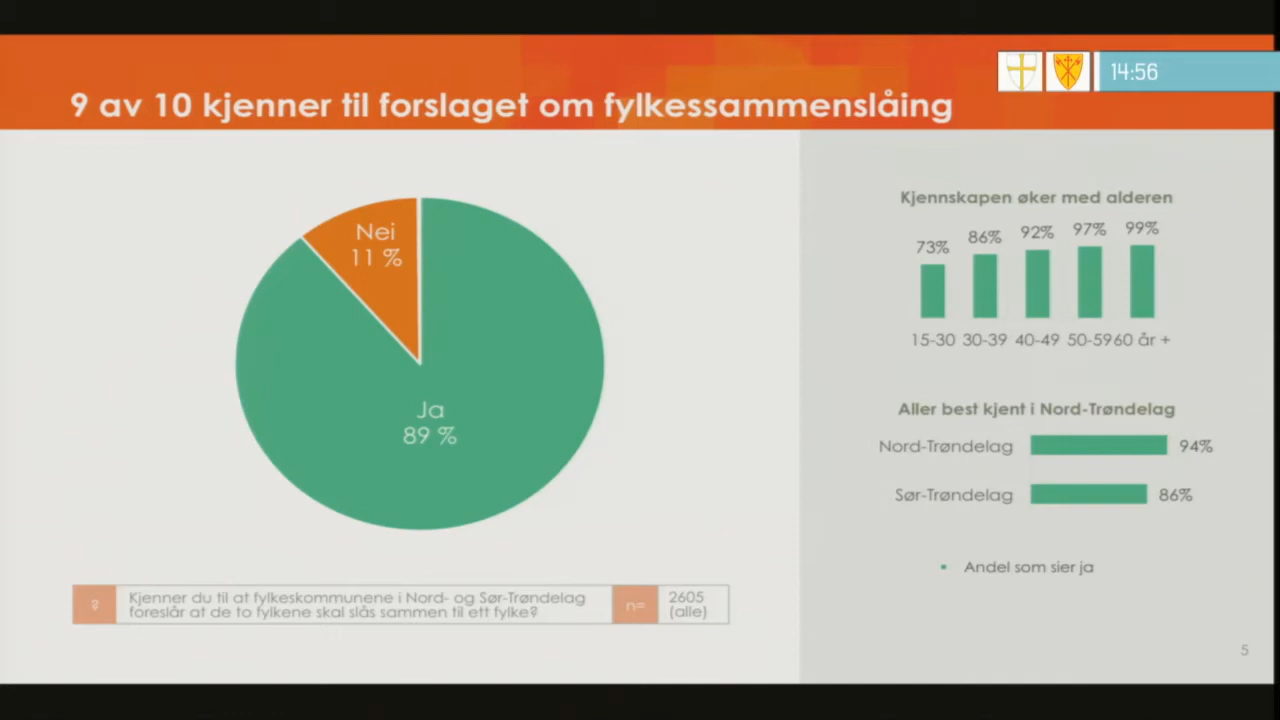 14:56
9 av 10 kjenner til forslaget om fylkessammenslåing
Nei
11 %
Ja
89 %
?
Kjenner du til at fylkeskommunene i Nord- og Sør-Trøndelag
foreslår at de to fylkene skal slås sammen til ett fylke?
n=
2605
(alle)
Kjennskapen øker med alderen
73% 86% 92% 97% 99%
15-30 30-39 40-49 50-59 60 år +
Aller best kjent i Nord-Trøndelag
Nord-Trøndelag 94%
Sør-Trøndelag 86%
• Andel som sier ja
5